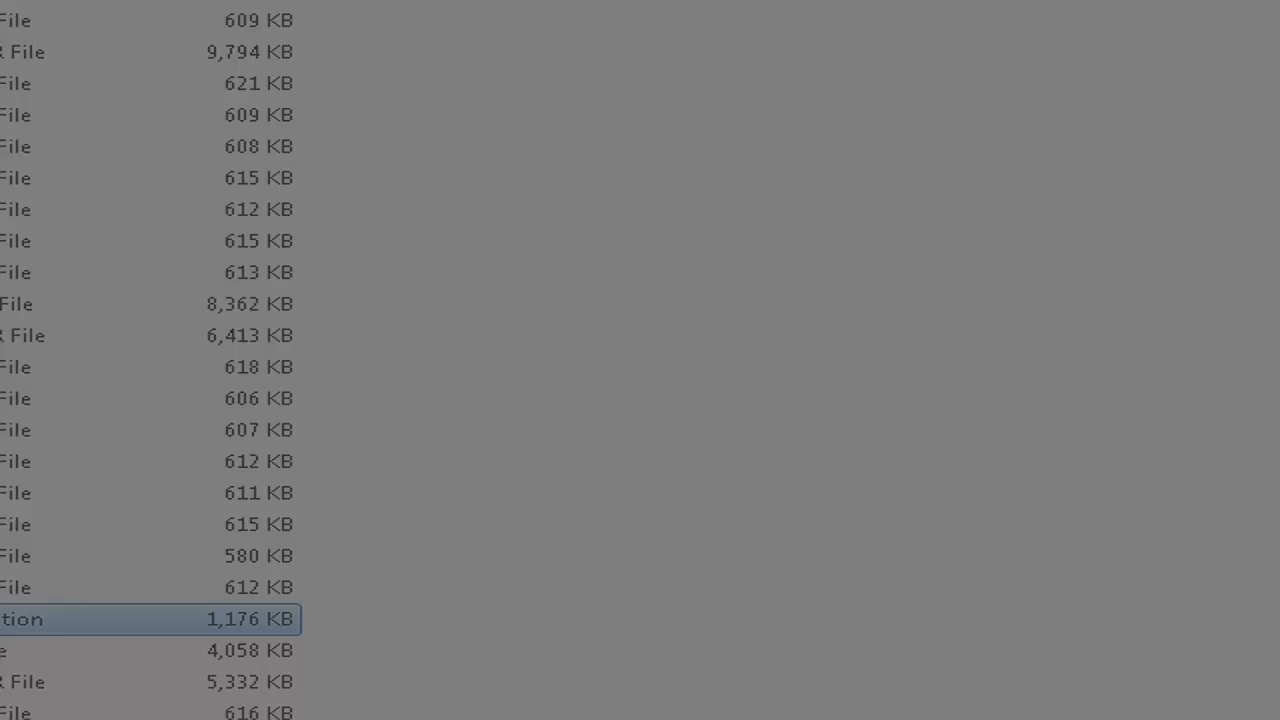 File 609 KB
R File 9,794 KB
File 621 KB
File 609 KB
File 608 KB
File 615 KB
File 612 KB
File 615 KB
File 613 KB
File 8,362 KB
R File 6,413 KB
File 618 KB
File 606 KB
File 607 KB
File 612 KB
File 611 KB
File 615 KB
File 580 KB
File 612 KB
tion 1,176 KB
e 4,058 KB
R File 5,332 KB
File 616 KB